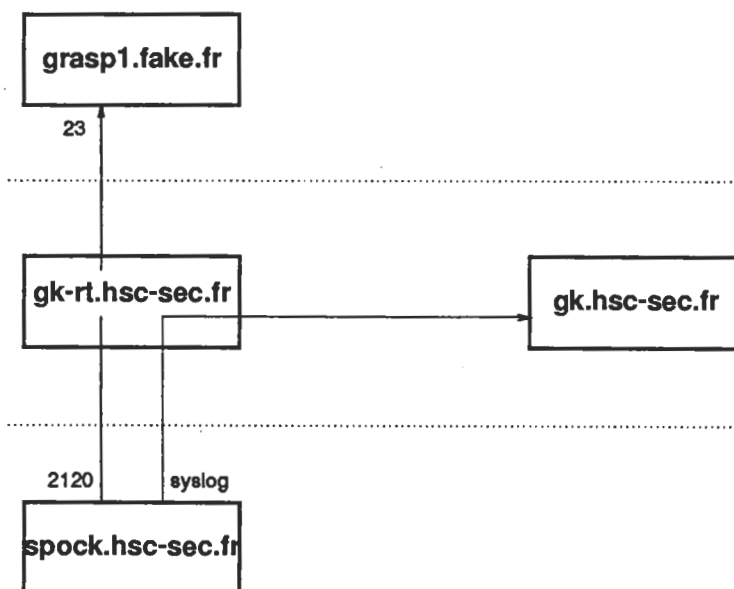 grasp1.fake.fr
23
gk-rt.hsc-sec.fr
gk.hsc-sec.fr
2120
syslog
spock.hsc-sec.fr